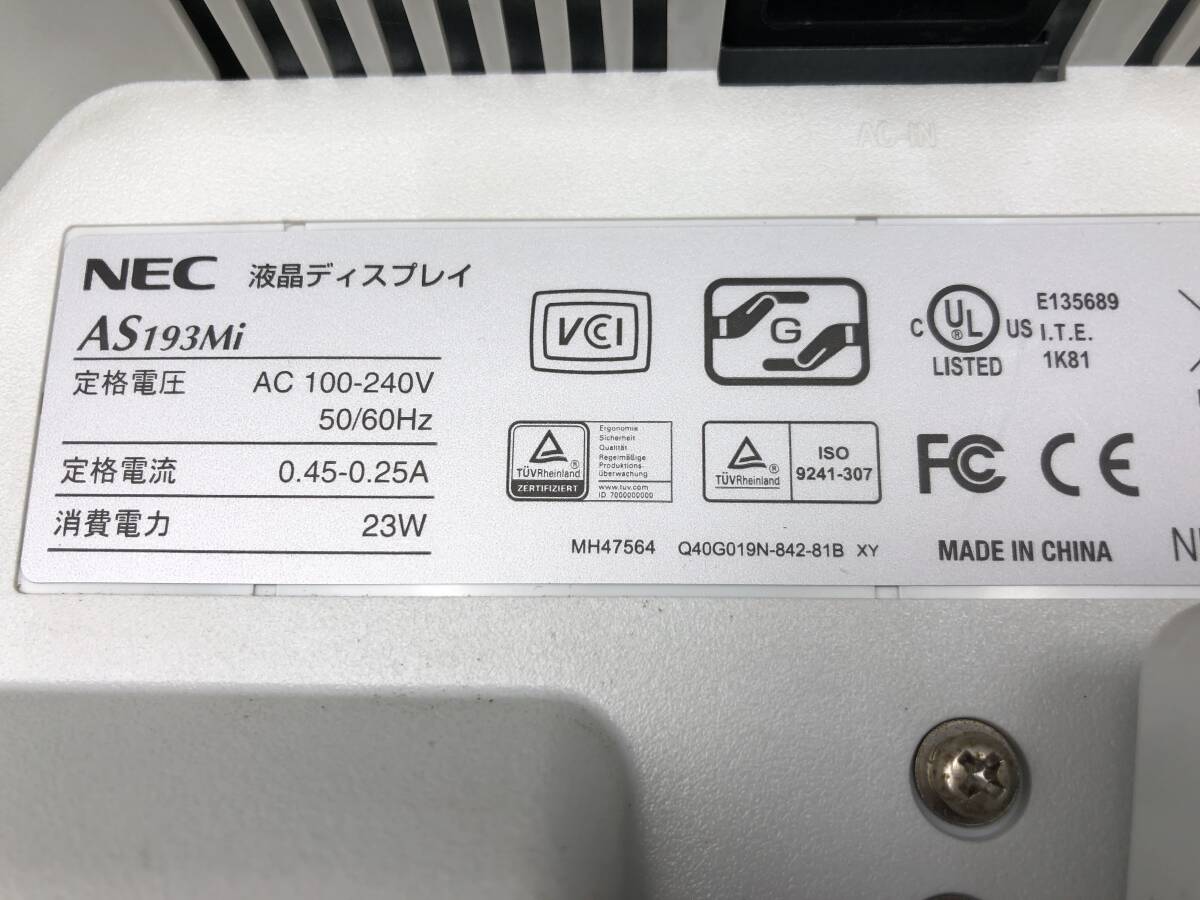 AC-IN
NEC 液晶ディスプレイ
AS193Mi
定格電圧 AC 100-240V
50/60Hz
定格電流 0.45-0.25A
消費電力 23W
VCCI
G
C UL ® US
LISTED
E135689
I.T.E.
1K81
TÜVRheinland ®
ZERTIFIZIERT
Ergonomie
Sicherheit
Qualität
Regelmäßige
Produktions-
überwachung
www.tuv.com
ID 7000000000
TÜVRheinland ®
ISO
9241-307
FC CE
MH47564 Q40G019N-842-81B XY
MADE IN CHINA